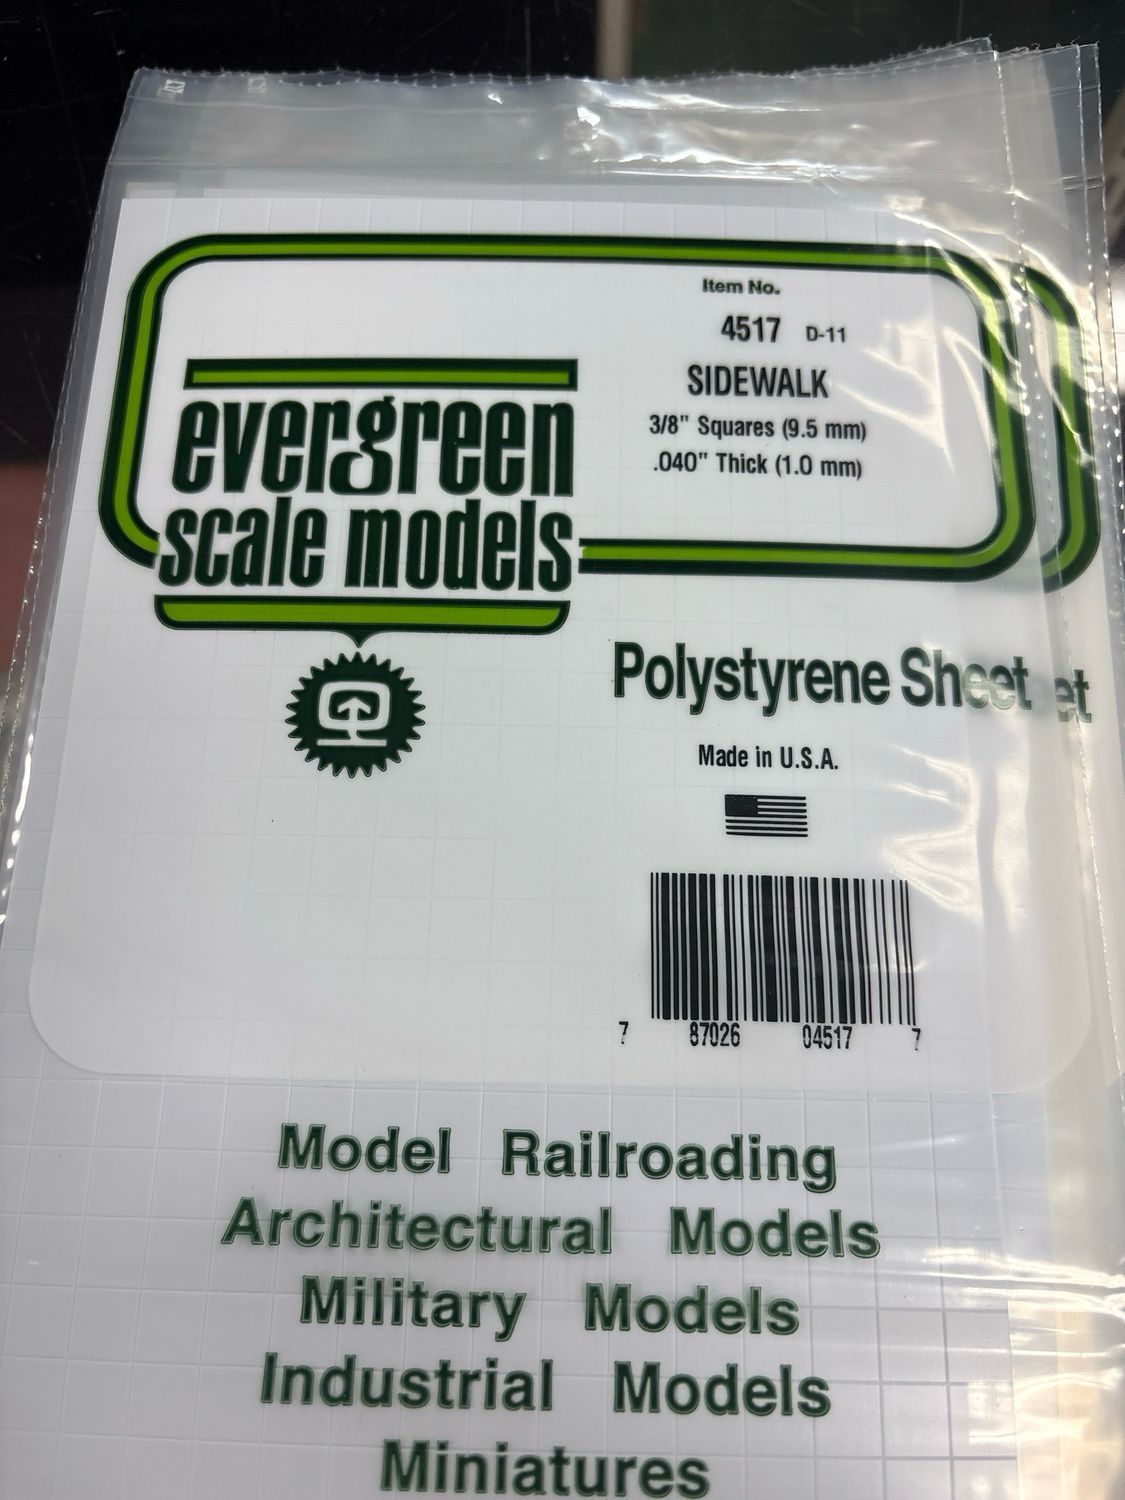 Item No.
4517 D-11
SIDEWALK
3/8" Squares (9.5 mm)
.040" Thick (1.0 mm)
evergreen
scale models
Polystyrene Sheet et
Made in U.S.A.
7 87026 04517 7
Model Railroading
Architectural Models
Military Models
Industrial Models
Miniatures